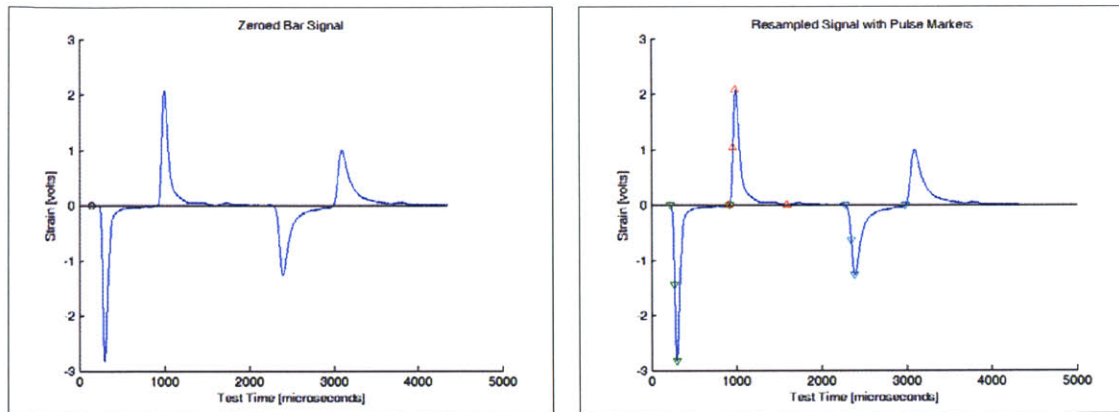 Zeroed Bar Signal
3
2
1
0
-1
-2
-3
Strain [volts]
0 1000 2000 3000 4000 5000
Test Time [microseconds]
Resampled Signal with Pulse Markers
3
2
1
0
-1
-2
-3
Strain [volts]
0 1000 2000 3000 4000 5000
Test Time [microseconds]